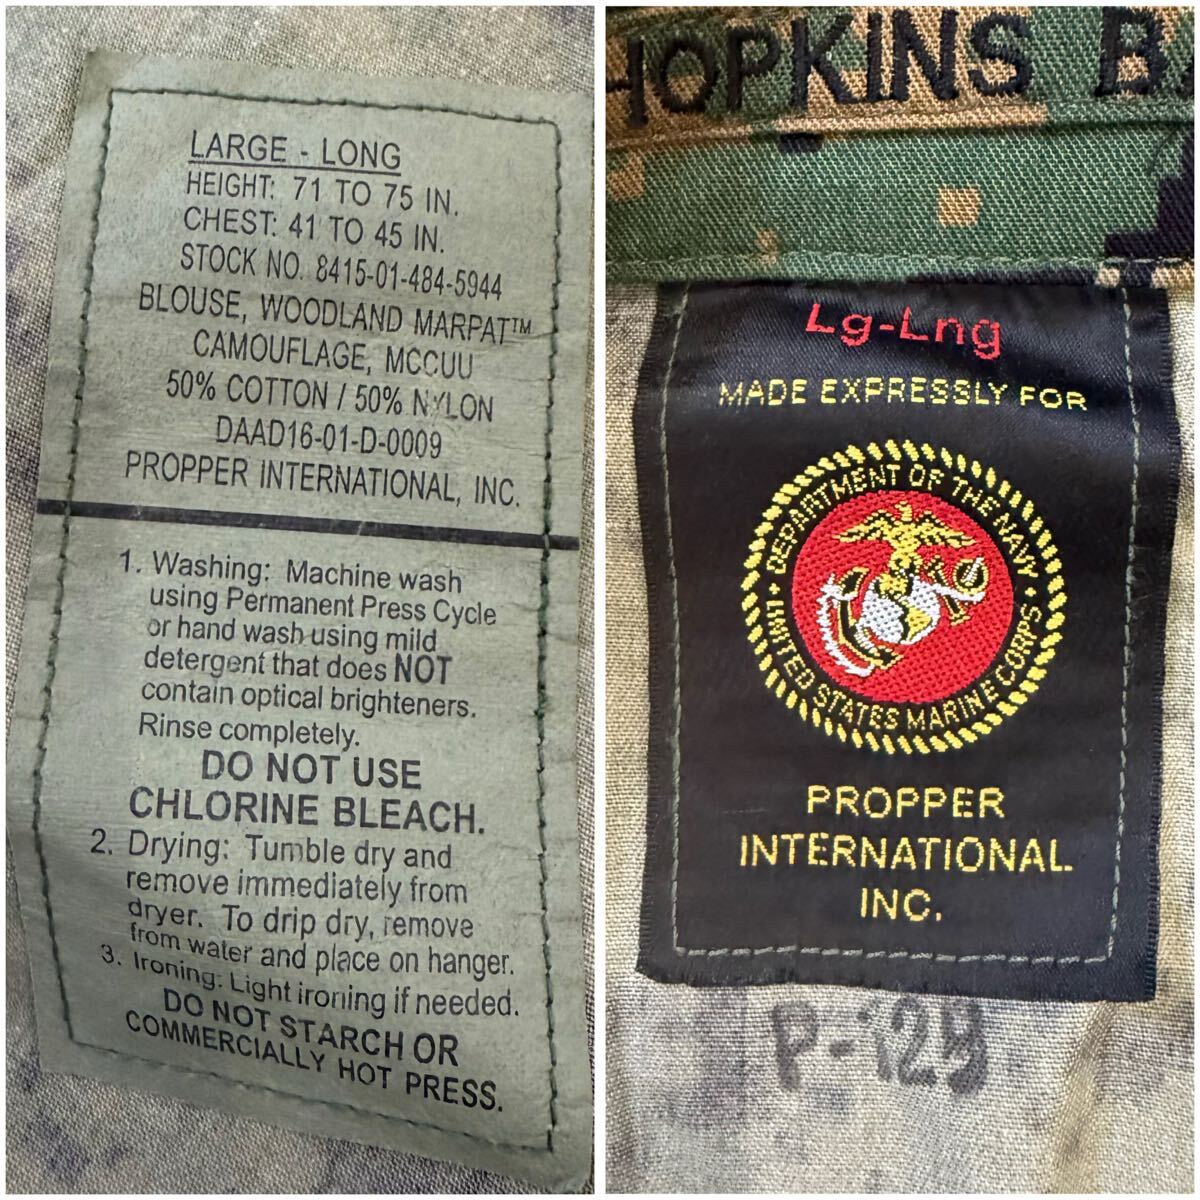 LARGE - LONG
HEIGHT: 71 TO 75 IN.
CHEST: 41 TO 45 IN.
STOCK NO. 8415-01-484-5944
BLOUSE, WOODLAND MARPAT™
CAMOUFLAGE, MCCUU
50% COTTON / 50% NYLON
DAAD16-01-D-0009
PROPPER INTERNATIONAL, INC.
1. Washing: Machine wash
using Permanent Press Cycle
or hand wash using mild
detergent that does NOT
contain optical brighteners.
Rinse completely.
DO NOT USE
CHLORINE BLEACH.
2. Drying: Tumble dry and
remove immediately from
dryer. To drip dry, remove
from water and place on hanger.
3. Ironing: Light ironing if needed.
DO NOT STARCH OR
COMMERCIALLY HOT PRESS.
HOPKINS
Lg-Lng
MADE EXPRESSLY FOR
DEPARTMENT OF THE NAVY
UNITED STATES MARINE CORPS
PROPPER
INTERNATIONAL
INC.